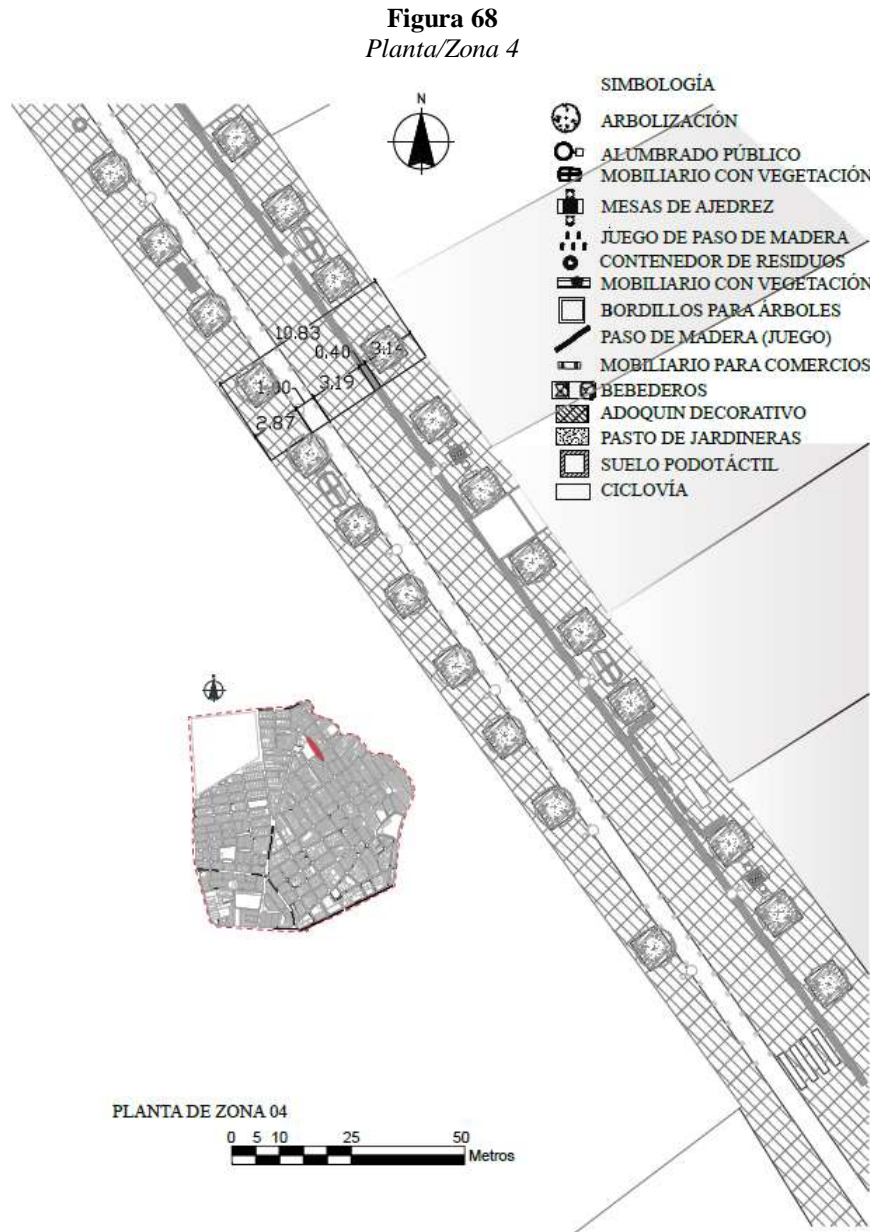 Figura 68
Planta/Zona 4
N
SIMBOLOGÍA
ARBOLIZACIÓN
ALUMBRADO PÚBLICO
MOBILIARIO CON VEGETACIÓN
MESAS DE AJEDREZ
JUEGO DE PASO DE MADERA
CONTENEDOR DE RESIDUOS
MOBILIARIO CON VEGETACIÓN
BORDILLOS PARA ÁRBOLES
PASO DE MADERA (JUEGO)
MOBILIARIO PARA COMERCIOS
BEBEDEROS
ADOQUIN DECORATIVO
PASTO DE JARDINERAS
SUELO PODOTÁCTIL
CICLOVÍA
10.83
0.40
3.14
1.00
3.19
2.87
PLANTA DE ZONA 04
0 5 10 25 50
Metros